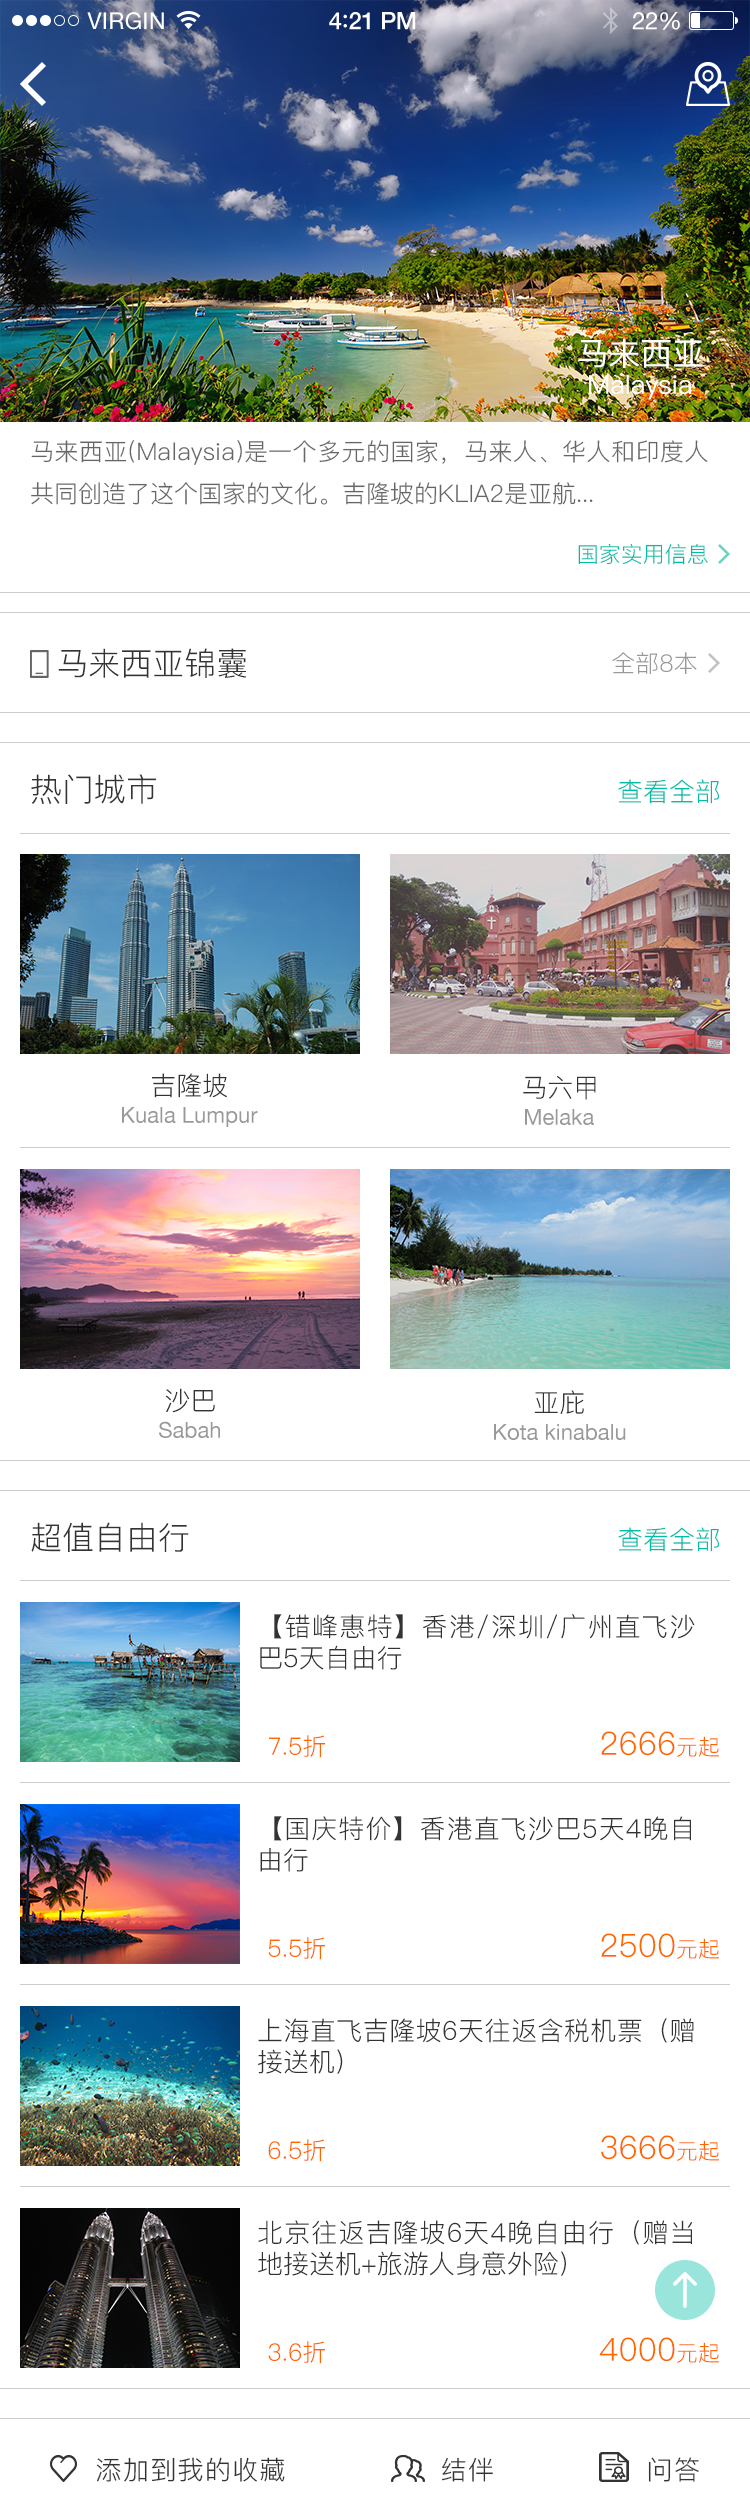 VIRGIN 4:21 PM 22%
马来西亚
Malaysia
马来西亚(Malaysia)是一个多元的国家，马来人、华人和印度人
共同创造了这个国家的文化。吉隆坡的KLIA2是亚航...
国家实用信息
马来西亚锦囊 全部8本
热门城市 查看全部
吉隆坡 马六甲
Kuala Lumpur Melaka
沙巴 亚庇
Sabah Kota kinabalu
超值自由行 查看全部
【错峰惠特】香港/深圳/广州直飞沙
巴5天自由行
7.5折 2666元起
【国庆特价】香港直飞沙巴5天4晚自
由行
5.5折 2500元起
上海直飞吉隆坡6天往返含税机票（赠
接送机）
6.5折 3666元起
北京往返吉隆坡6天4晚自由行（赠当
地接送机+旅游人身意外险）
3.6折 4000元起
添加到我的收藏 结伴 问答